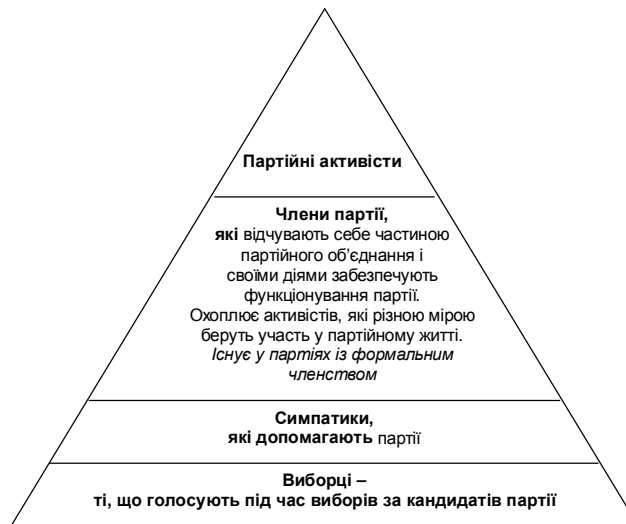 Партійні активісти
Члени партії,
які відчувають себе частиною
партійного об’єднання і
своїми діями забезпечують
функціонування партії.
Охоплює активістів, які різною мірою
беруть участь у партійному житті.
Існує у партіях із формальним
членством
Симпатики,
які допомагають партії
Виборці –
ті, що голосують під час виборів за кандидатів партії